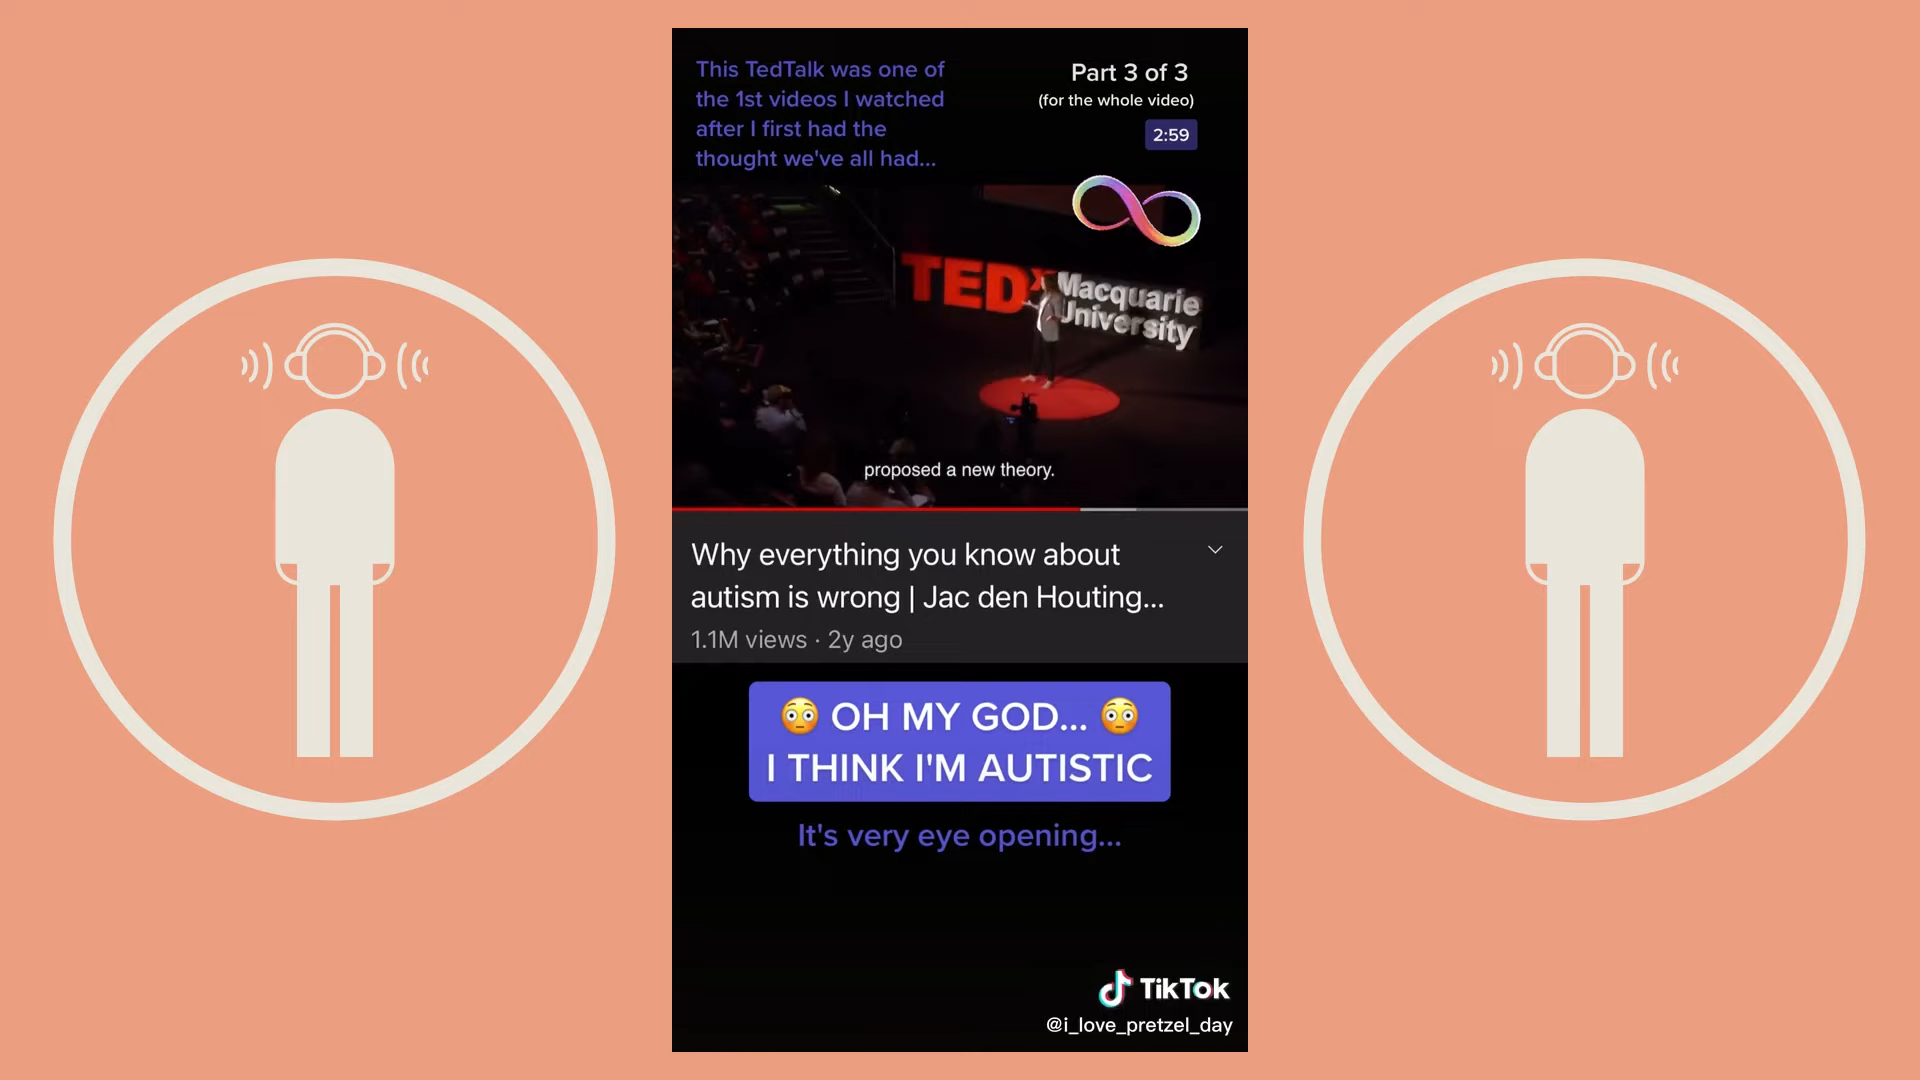 This TedTalk was one of
the 1st videos I watched
after I first had the
thought we've all had...
Part 3 of 3
(for the whole video)
2:59
TEDx
Macquarie
University
proposed a new theory.
Why everything you know about
autism is wrong | Jac den Houting...
1.1M views · 2y ago
😳 OH MY GOD... 😳
I THINK I'M AUTISTIC
It's very eye opening...
TikTok
@i_love_pretzel_day